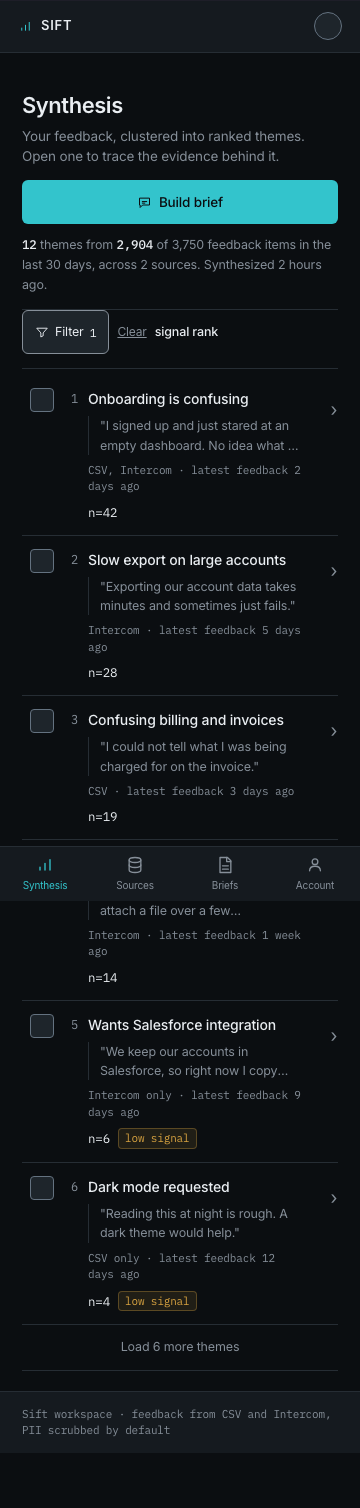 SIFT
Synthesis
Your feedback, clustered into ranked themes.
Open one to trace the evidence behind it.
Build brief
12 themes from 2,904 of 3,750 feedback items in the
last 30 days, across 2 sources. Synthesized 2 hours
ago.
Filter 1 Clear signal rank
1 Onboarding is confusing
"I signed up and just stared at an
empty dashboard. No idea what ...
CSV, Intercom · latest feedback 2
days ago
n=42
2 Slow export on large accounts
"Exporting our account data takes
minutes and sometimes just fails."
Intercom · latest feedback 5 days
ago
n=28
3 Confusing billing and invoices
"I could not tell what I was being
charged for on the invoice."
CSV · latest feedback 3 days ago
n=19
Synthesis Sources Briefs Account
attach a file over a few...
Intercom · latest feedback 1 week
ago
n=14
5 Wants Salesforce integration
"We keep our accounts in
Salesforce, so right now I copy...
Intercom only · latest feedback 9
days ago
n=6 low signal
6 Dark mode requested
"Reading this at night is rough. A
dark theme would help."
CSV only · latest feedback 12
days ago
n=4 low signal
Load 6 more themes
Sift workspace · feedback from CSV and Intercom,
PII scrubbed by default